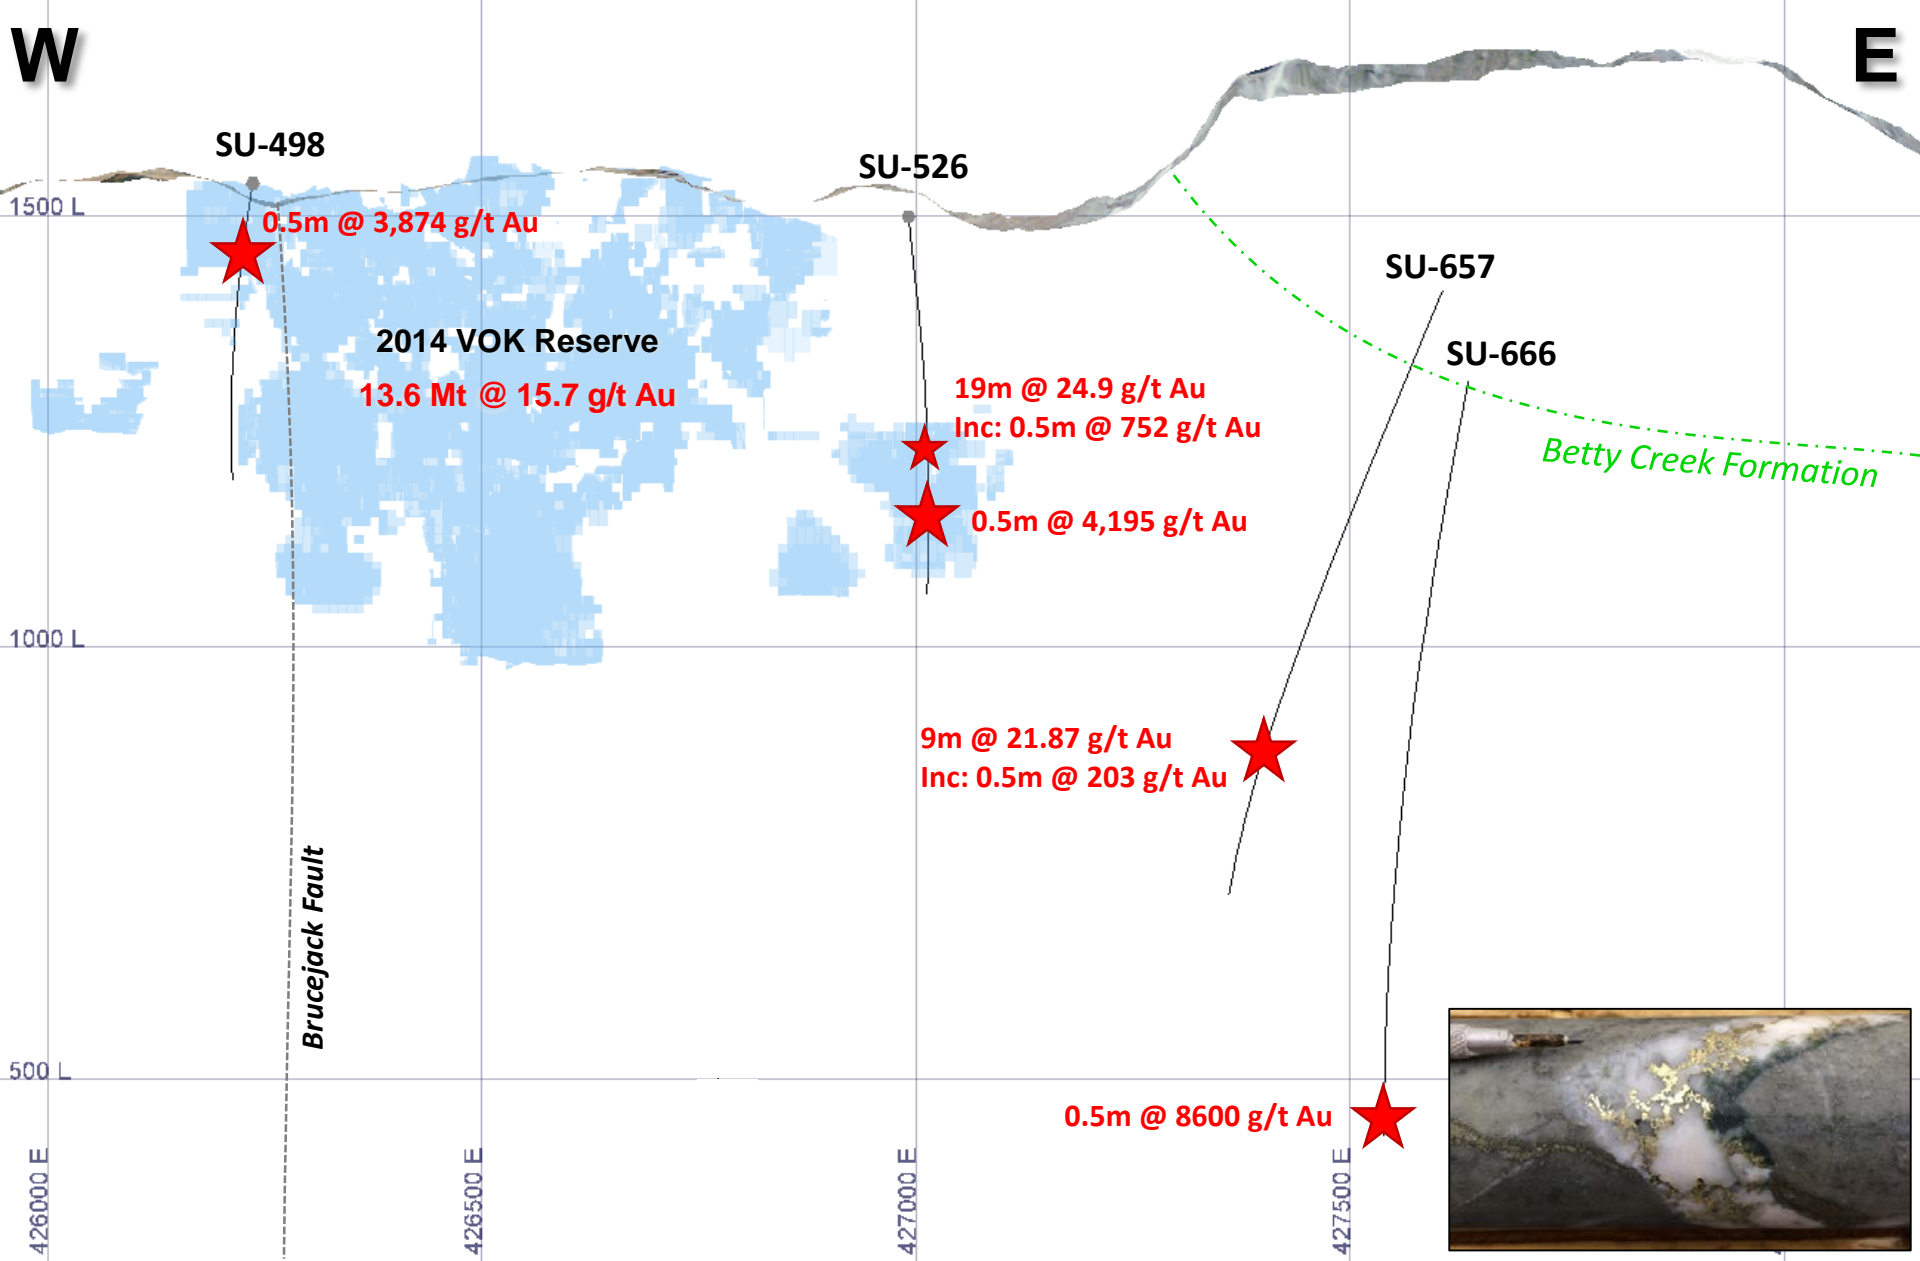 W
E
SU-498
SU-526
1500 L
0.5m @ 3,874 g/t Au
SU-657
2014 VOK Reserve
SU-666
13.6 Mt @ 15.7 g/t Au
19m @ 24.9 g/t Au
Inc: 0.5m @ 752 g/t Au
Betty Creek Formation
0.5m @ 4,195 g/t Au
1000 L
9m @ 21.87 g/t Au
Inc: 0.5m @ 203 g/t Au
Brucejack Fault
500 L
0.5m @ 8600 g/t Au
426000 E
426500 E
427000 E
427500 E